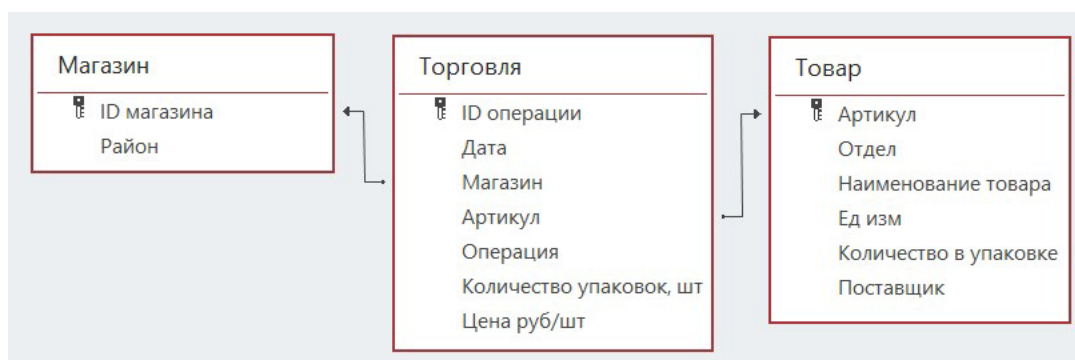 Магазин
ID магазина
Район
Торговля
ID операции
Дата
Магазин
Артикул
Операция
Количество упаковок, шт
Цена руб/шт
Товар
Артикул
Отдел
Наименование товара
Ед изм
Количество в упаковке
Поставщик